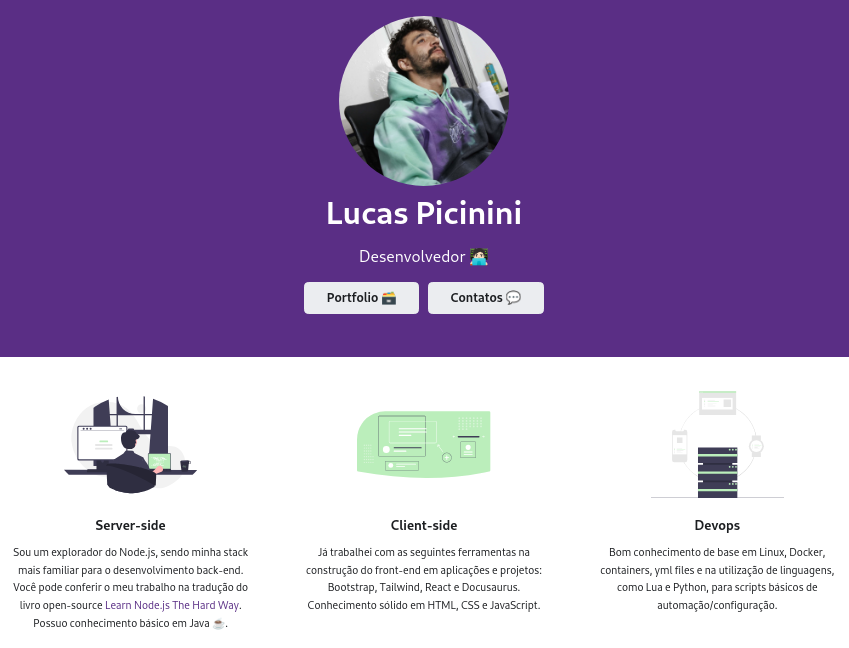 Lucas Picinini
Desenvolvedor 🧑🏻‍💻
Portfolio 🗃️
Contatos 💬
Server-side
Sou um explorador do Node.js, sendo minha stack
mais familiar para o desenvolvimento back-end.
Você pode conferir o meu trabalho na tradução do
livro open-source Learn Node.js The Hard Way.
Possuo conhecimento básico em Java ☕.
Client-side
Já trabalhei com as seguintes ferramentas na
construção do front-end em aplicações e projetos:
Bootstrap, Tailwind, React e Docusaurus.
Conhecimento sólido em HTML, CSS e JavaScript.
Devops
Bom conhecimento de base em Linux, Docker,
containers, yml files e na utilização de linguagens,
como Lua e Python, para scripts básicos de
automação/configuração.